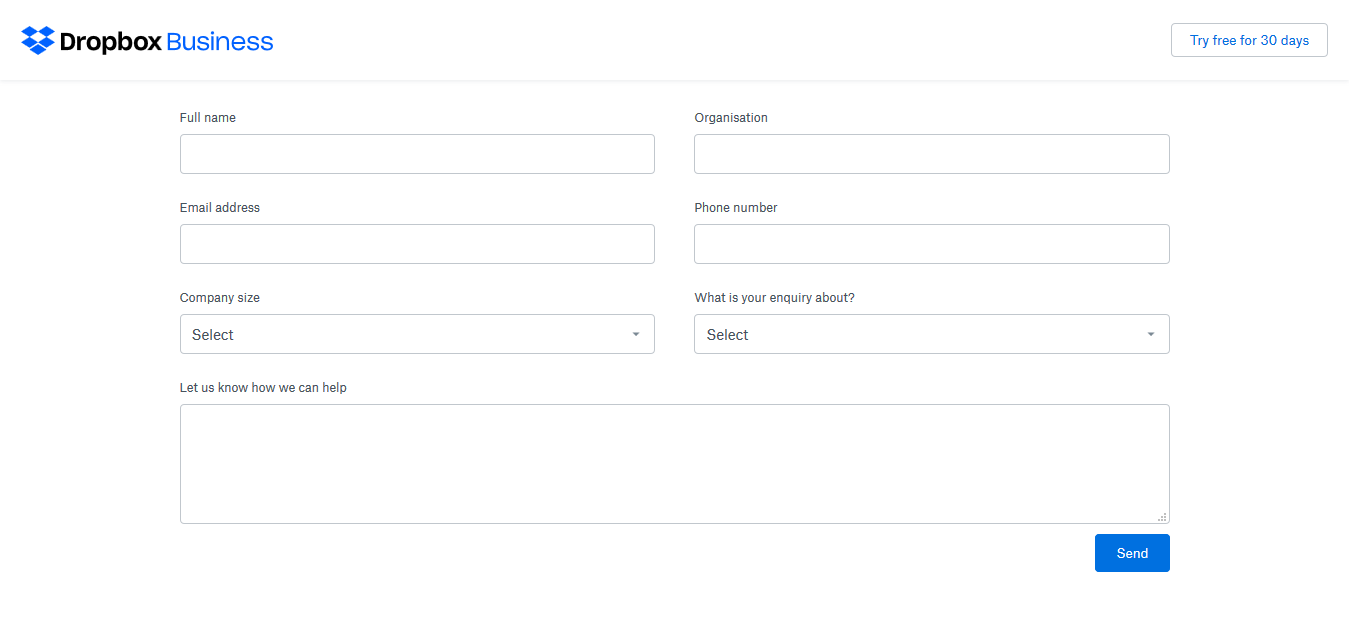 Dropbox Business
Try free for 30 days
Full name
Organisation
Email address
Phone number
Company size
What is your enquiry about?
Select
Select
Let us know how we can help
Send